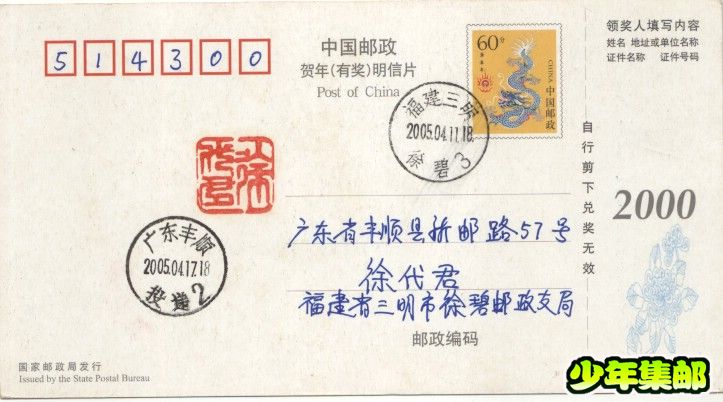 514300
中国邮政
贺年(有奖)明信片
Post of China
60分
CHINA
中国邮政
领奖人填写内容
姓名 地址或单位名称
证件名称 证件号码
自行剪下兑奖无效
2000
福建三明
2005.04.11.18
徐碧3
广东丰顺
2005.04.17.18
投递2
广东省丰顺县新邮路57号
徐代君
福建省三明市徐碧邮政支局
邮政编码
国家邮政局发行
Issued by the State Postal Bureau
少年集邮